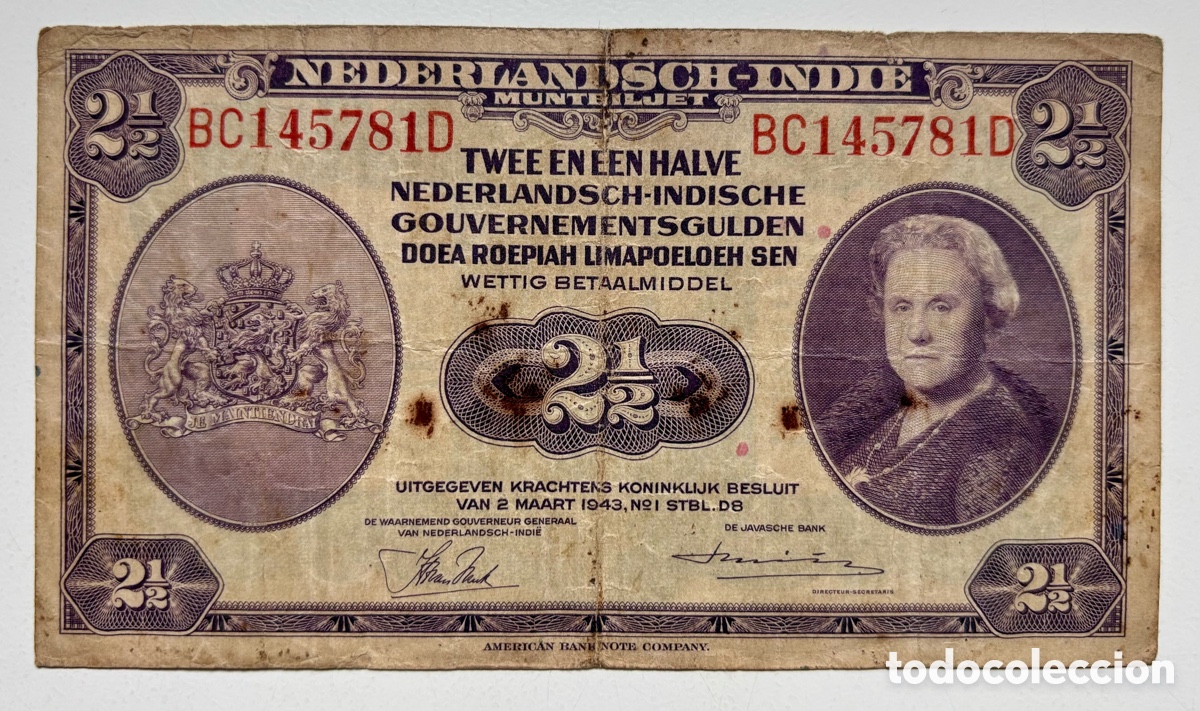 NEDERLANDSCH-INDIË
MUNTBILJET
2½
2½
BC145781D
BC145781D
TWEE EN EEN HALVE
NEDERLANDSCH-INDISCHE
GOUVERNEMENTSGULDEN
DOEA ROEPIAH LIMAPOELOEH SEN
WETTIG BETAALMIDDEL
2½
JE MAINTIENDRAI
UITGEGEVEN KRACHTENS KONINKLIJK BESLUIT
VAN 2 MAART 1943, No 1 STBL. D8
DE WAARNEMEND GOUVERNEUR GENERAAL
VAN NEDERLANDSCH-INDIË
DE JAVASCHE BANK
DIRECTEUR-SECRETARIS
2½
2½
AMERICAN BANK NOTE COMPANY.
todocoleccion